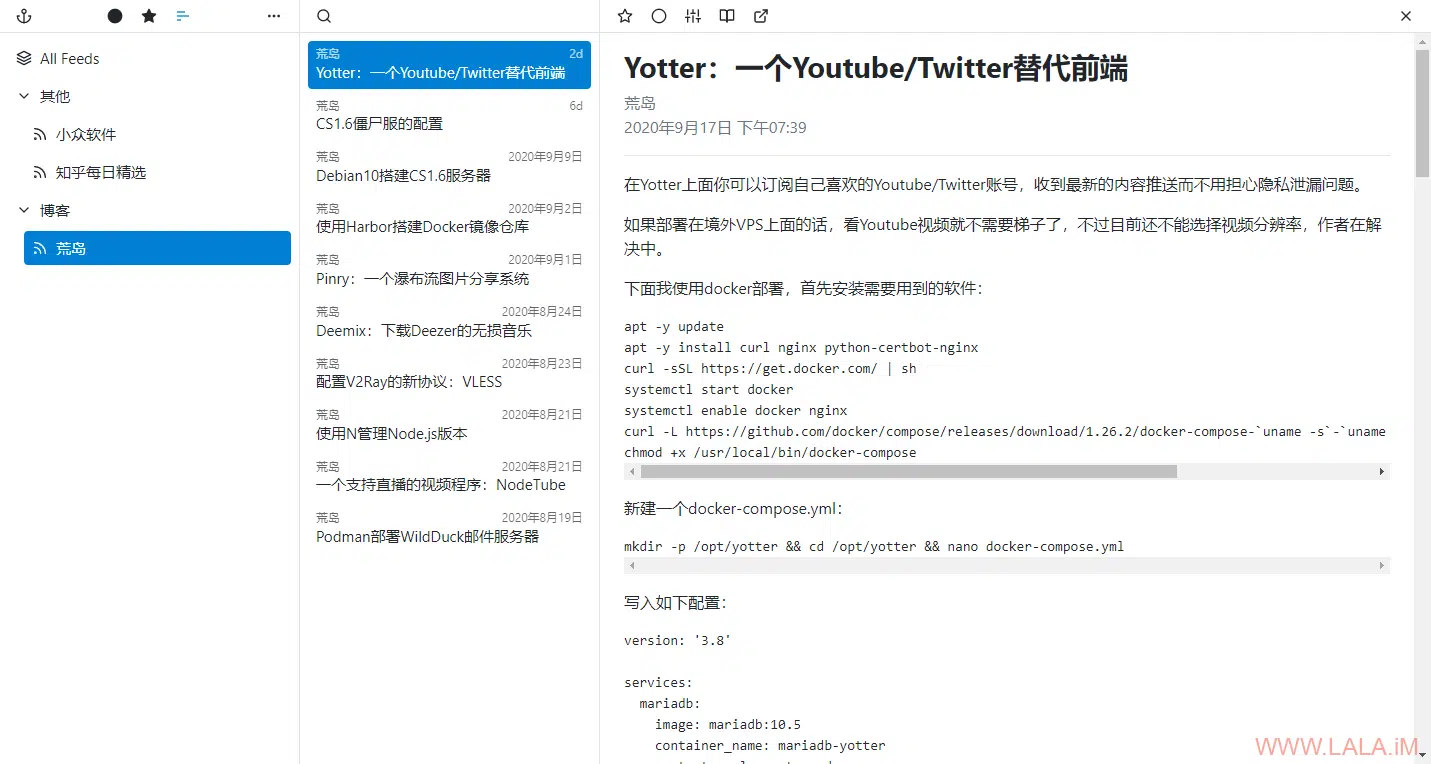 All Feeds
其他
小众软件
知乎每日精选
博客
荒岛
荒岛 2d
Yotter：一个Youtube/Twitter替代前端
荒岛 6d
CS1.6僵尸服的配置
荒岛 2020年9月9日
Debian10搭建CS1.6服务器
荒岛 2020年9月2日
使用Harbor搭建Docker镜像仓库
荒岛 2020年9月1日
Pinry：一个瀑布流图片分享系统
荒岛 2020年8月24日
Deemix：下载Deezer的无损音乐
荒岛 2020年8月23日
配置V2Ray的新协议：VLESS
荒岛 2020年8月21日
使用N管理Node.js版本
荒岛 2020年8月21日
一个支持直播的视频程序：NodeTube
荒岛 2020年8月19日
Podman部署WildDuck邮件服务器
Yotter：一个Youtube/Twitter替代前端
荒岛
2020年9月17日 下午07:39
在Yotter上面你可以订阅自己喜欢的Youtube/Twitter账号，收到最新的内容推送而不用担心隐私泄漏问题。
如果部署在境外VPS上面的话，看Youtube视频就不需要梯子了，不过目前还不能选择视频分辨率，作者在解
决中。
下面我使用docker部署，首先安装需要用到的软件：
apt -y update
apt -y install curl nginx python-certbot-nginx
curl -sSL https://get.docker.com/ | sh
systemctl start docker
systemctl enable docker nginx
curl -L https://github.com/docker/compose/releases/download/1.26.2/docker-compose-`uname -s`-`uname
chmod +x /usr/local/bin/docker-compose
新建一个docker-compose.yml：
mkdir -p /opt/yotter && cd /opt/yotter && nano docker-compose.yml
写入如下配置：
version: '3.8'
services:
mariadb:
image: mariadb:10.5
container_name: mariadb-yotter
WWW.LALA.iM